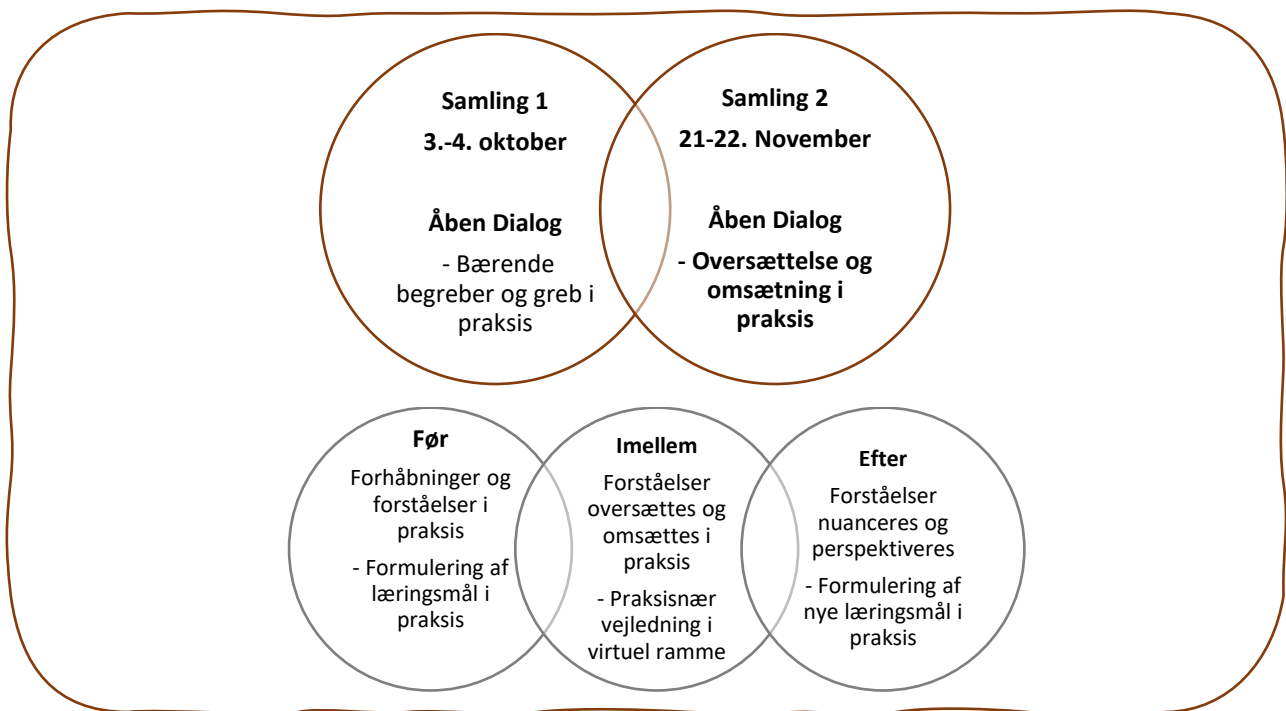 Samling 1
3.-4. oktober
Åben Dialog
- Bærende
begreber og greb i
praksis
Samling 2
21-22. November
Åben Dialog
- Oversættelse og
omsætning i
praksis
Før
Forhåbninger og
forståelser i
praksis
- Formulering af
læringsmål i
praksis
Imellem
Forståelser
oversættes og
omsættes i
praksis
- Praksisnær
vejledning i
virtuel ramme
Efter
Forståelser
nuanceres og
perspektiveres
- Formulering af
nye læringsmål i
praksis